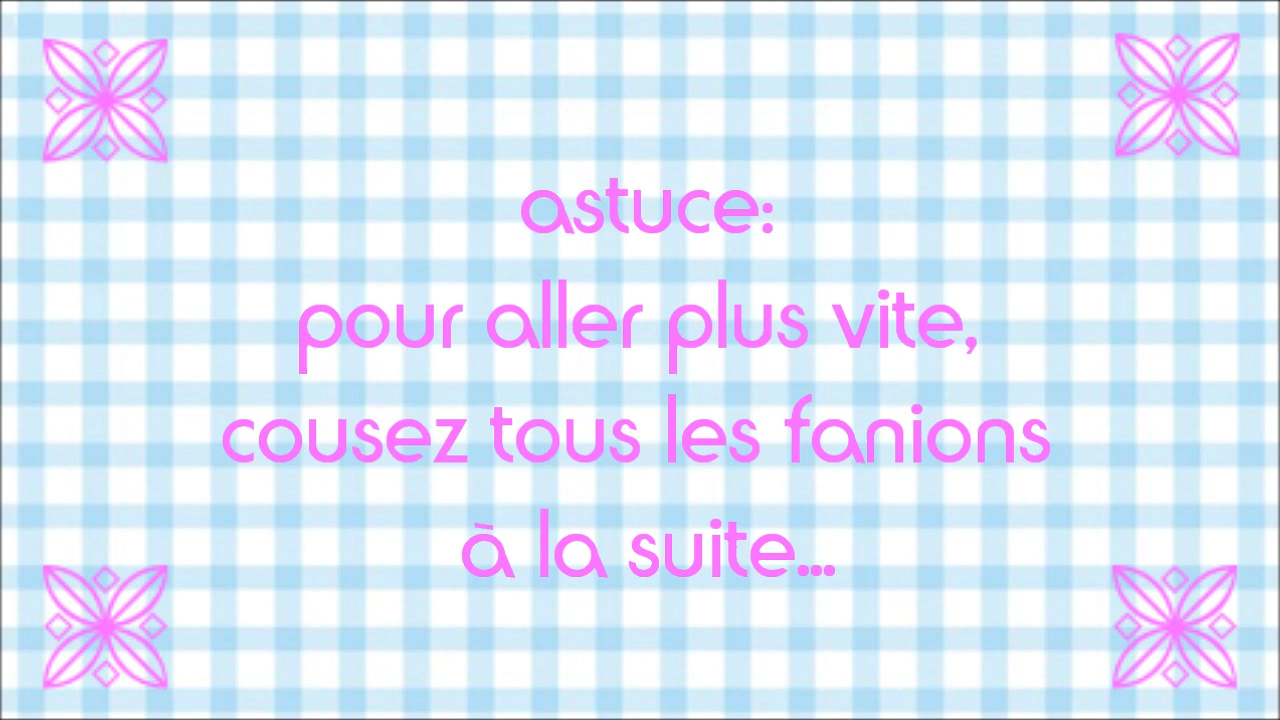 astuce:
pour aller plus vite,
cousez tous les fanions
à la suite...